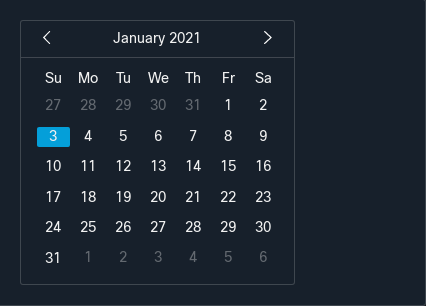 January 2021
Su Mo Tu We Th Fr Sa
27 28 29 30 31 1 2
3 4 5 6 7 8 9
10 11 12 13 14 15 16
17 18 19 20 21 22 23
24 25 26 27 28 29 30
31 1 2 3 4 5 6